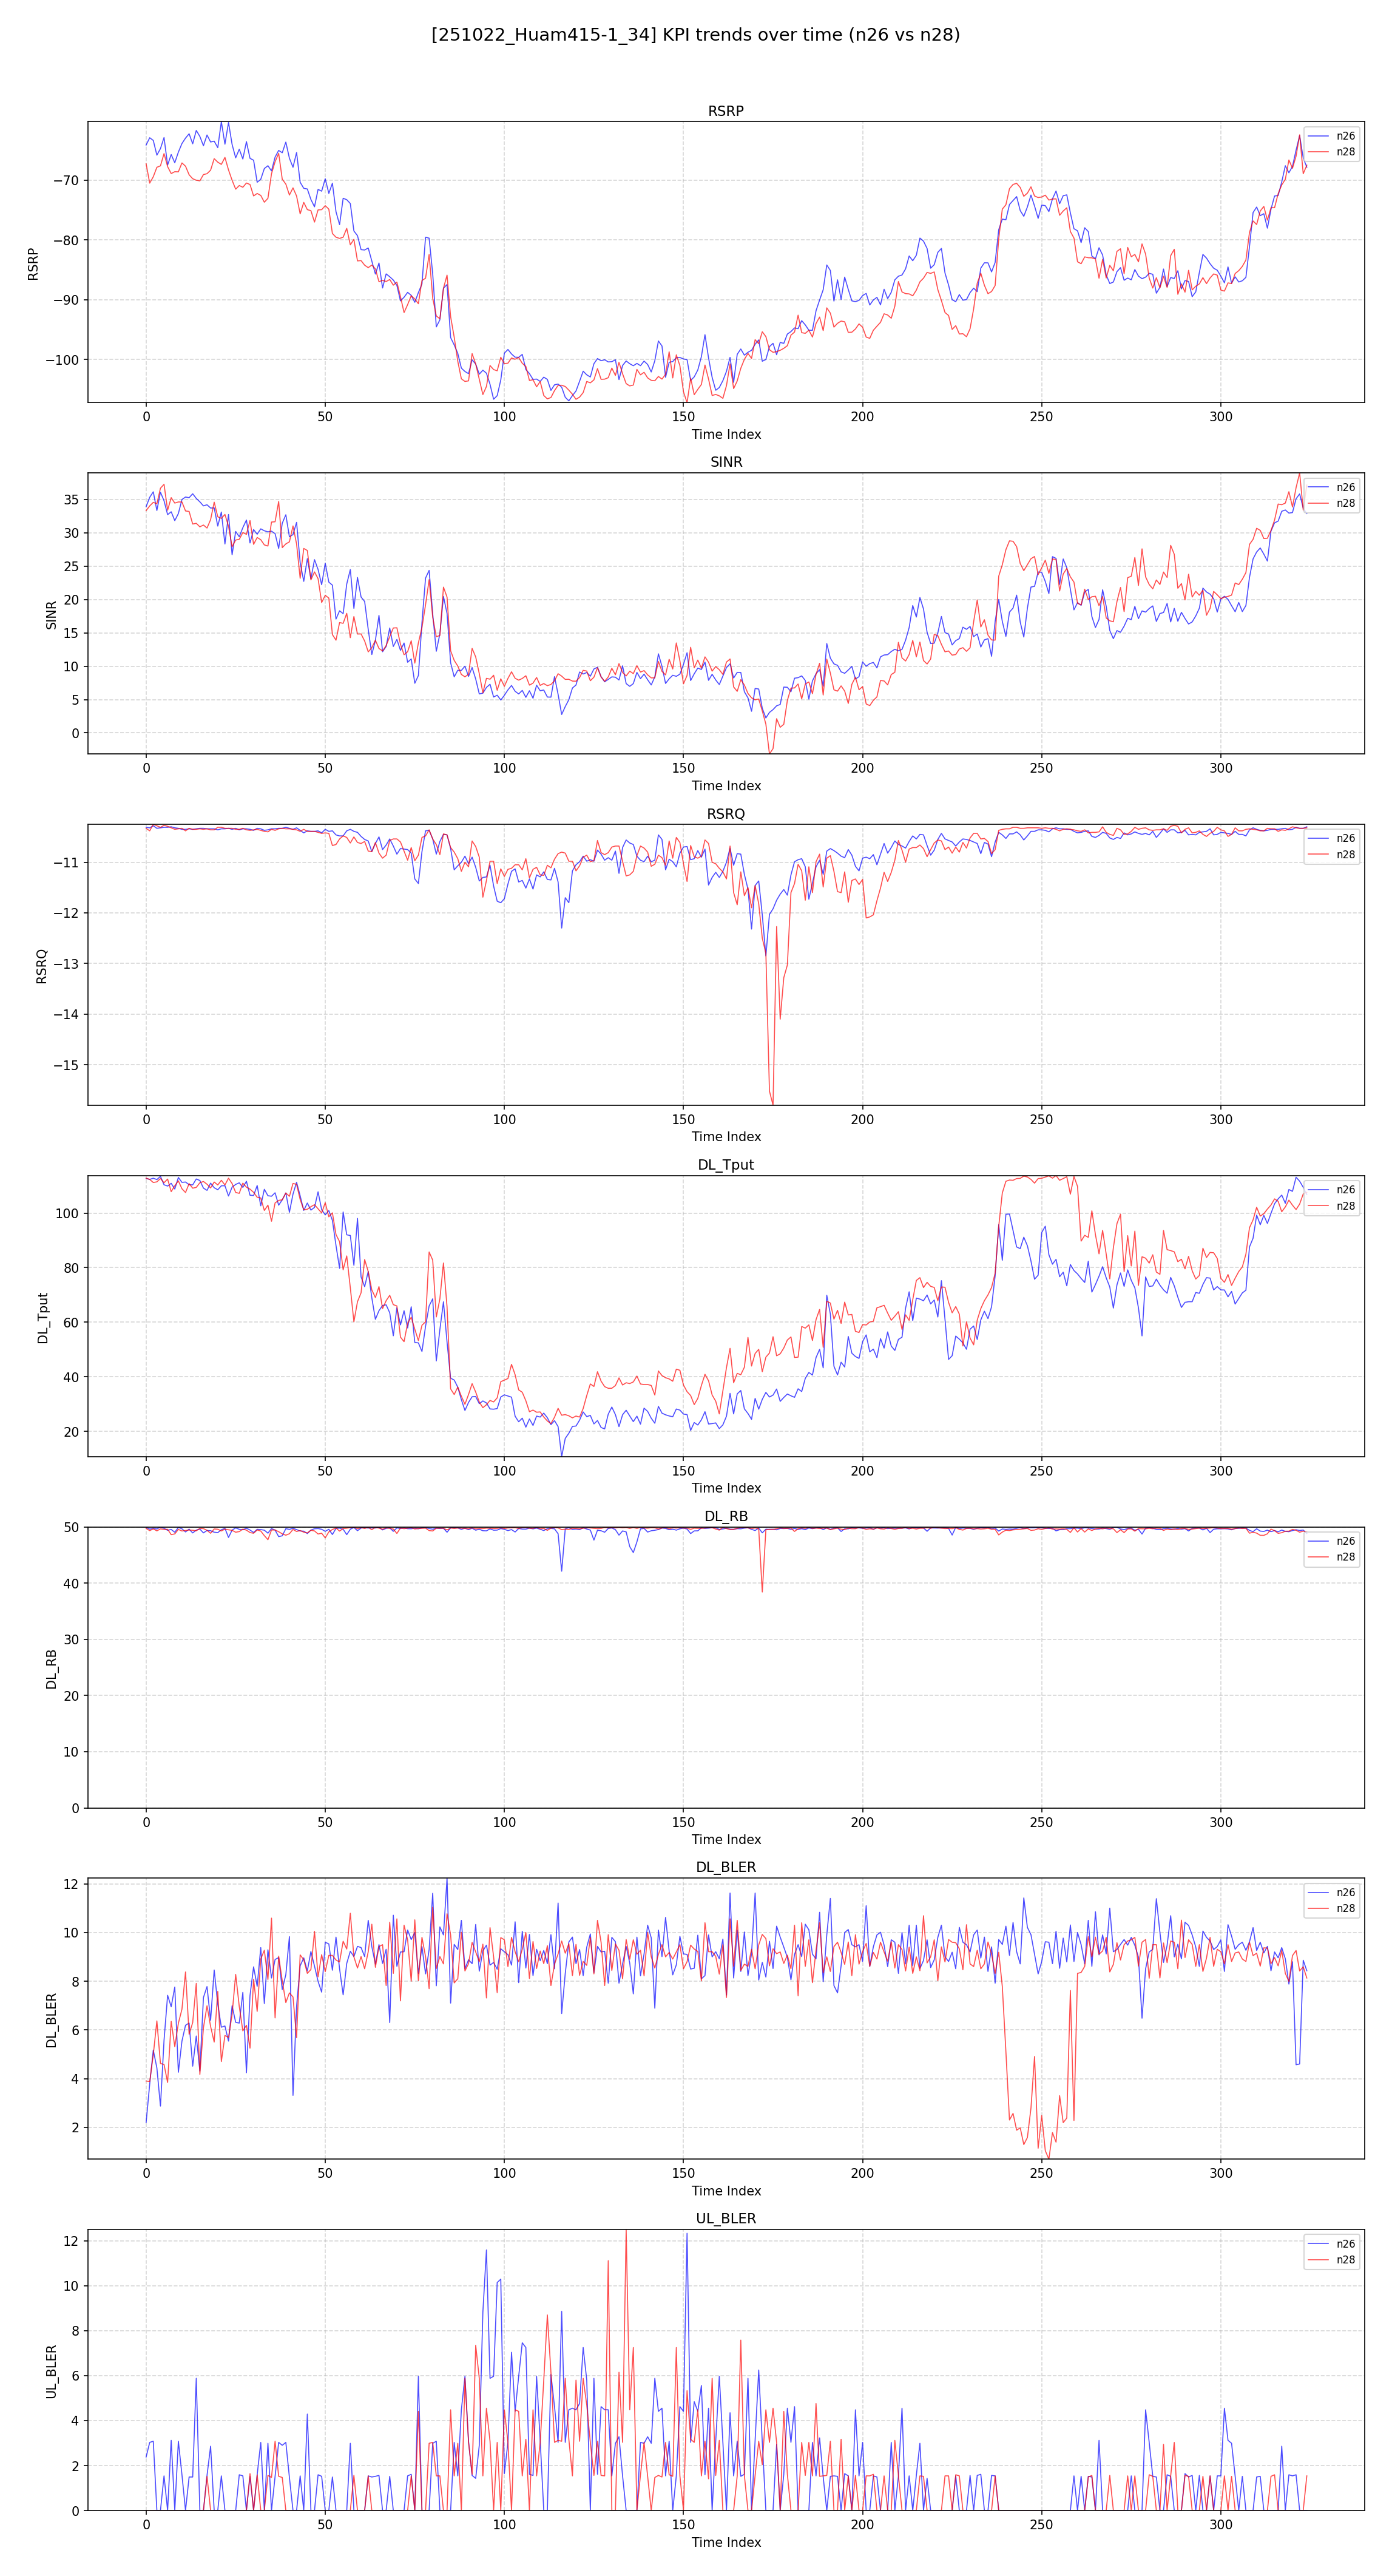 [251022_Huam415-1_34] KPI trends over time (n26 vs n28)
RSRP
n26
n28
−70
−80
−90
−100
RSRP
0 50 100 150 200 250 300
Time Index
SINR
n26
n28
35
30
25
20
15
10
5
0
SINR
0 50 100 150 200 250 300
Time Index
RSRQ
n26
n28
−11
−12
−13
−14
−15
RSRQ
0 50 100 150 200 250 300
Time Index
DL_Tput
n26
n28
100
80
60
40
20
DL_Tput
0 50 100 150 200 250 300
Time Index
DL_RB
n26
n28
50
40
30
20
10
0
DL_RB
0 50 100 150 200 250 300
Time Index
DL_BLER
n26
n28
12
10
8
6
4
2
DL_BLER
0 50 100 150 200 250 300
Time Index
UL_BLER
n26
n28
12
10
8
6
4
2
0
UL_BLER
0 50 100 150 200 250 300
Time Index